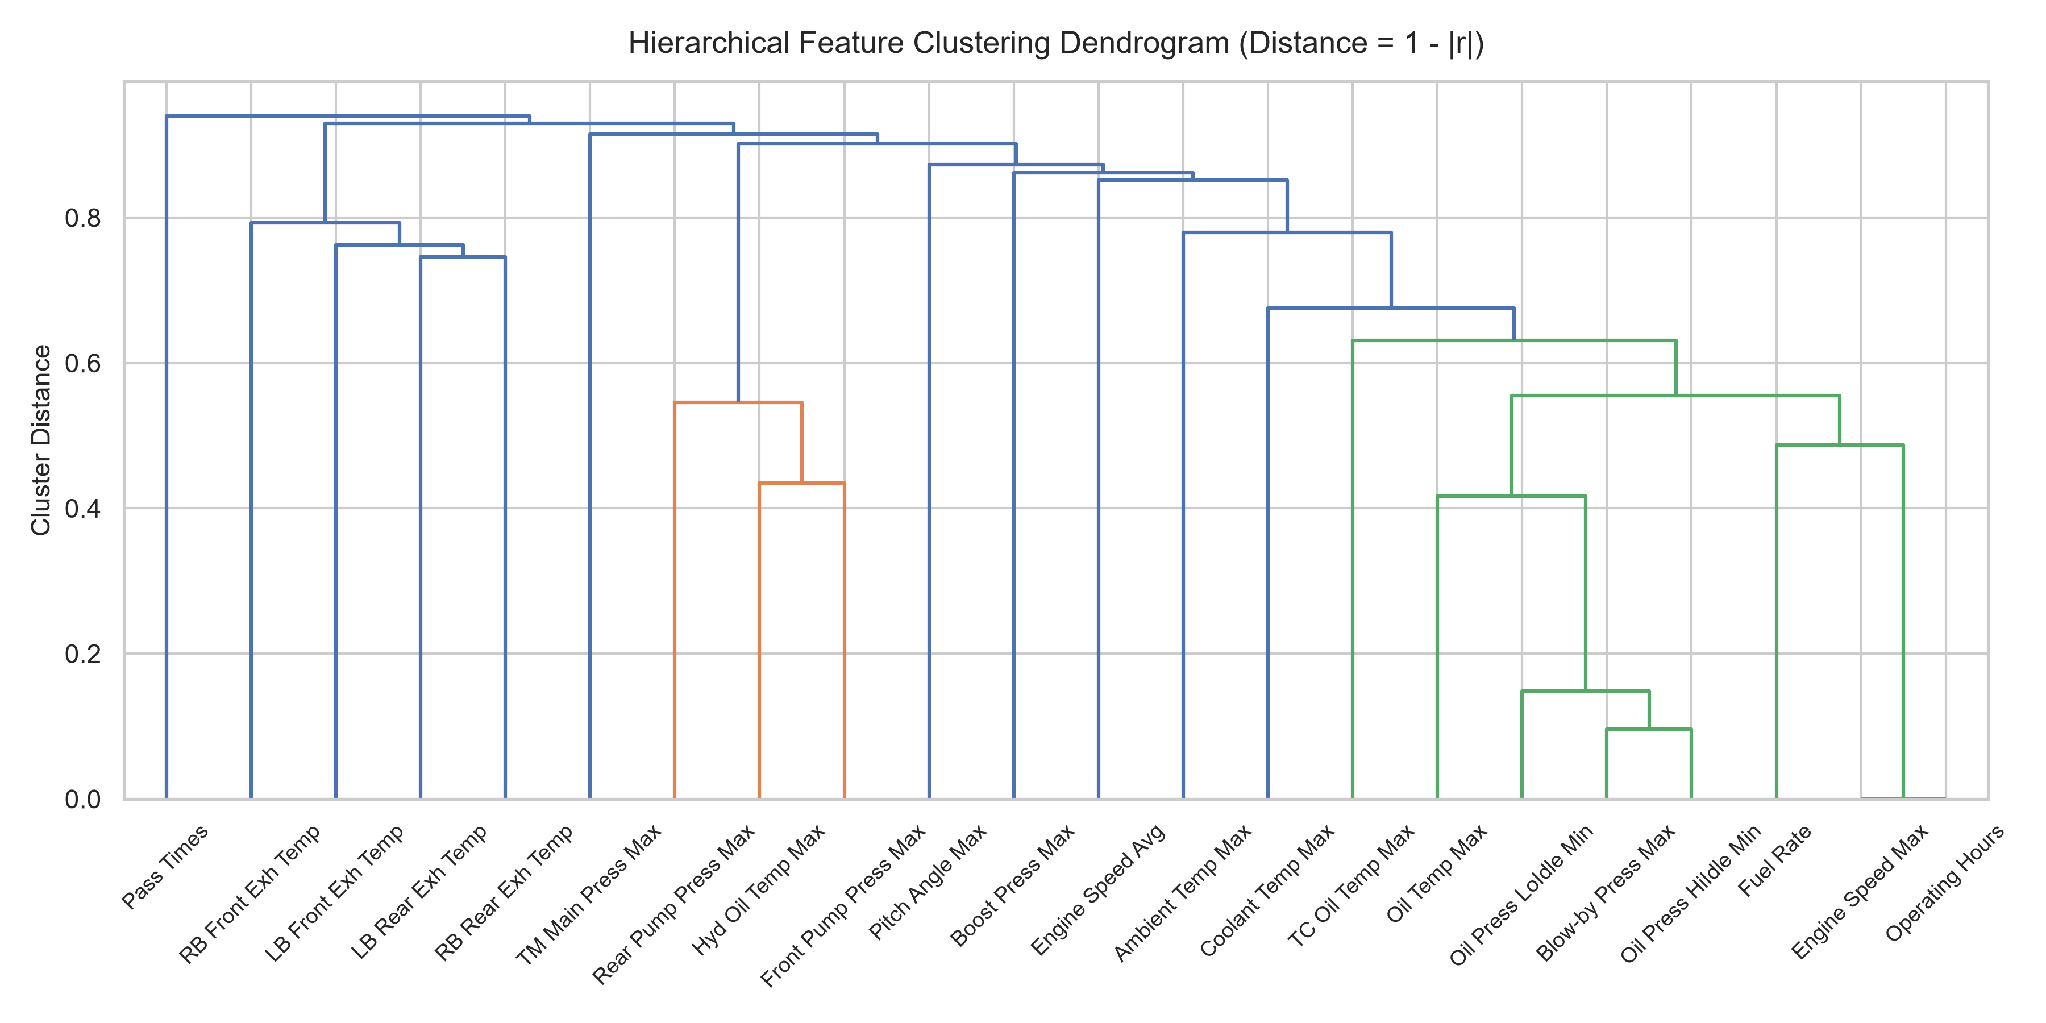 Hierarchical Feature Clustering Dendrogram (Distance = 1 - |r|)
Cluster Distance
0.8
0.6
0.4
0.2
0.0
Pass Times
RB Front Exh Temp
LB Front Exh Temp
LB Rear Exh Temp
RB Rear Exh Temp
TM Main Press Max
Rear Pump Press Max
Hyd Oil Temp Max
Front Pump Press Max
Pitch Angle Max
Boost Press Max
Engine Speed Avg
Ambient Temp Max
Coolant Temp Max
TC Oil Temp Max
Oil Temp Max
Oil Press LoIdle Min
Blow-by Press Max
Oil Press HiIdle Min
Fuel Rate
Engine Speed Max
Operating Hours